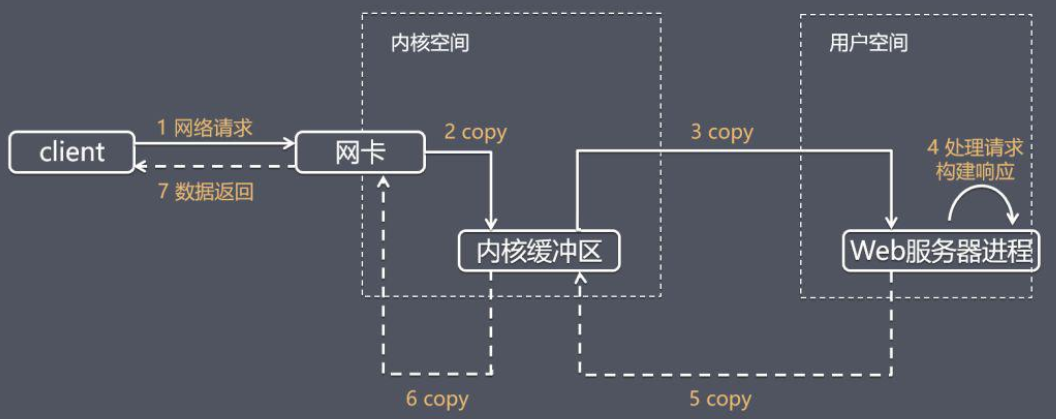 内核空间
用户空间
1 网络请求
client
网卡
7 数据返回
2 copy
3 copy
4 处理请求
构建响应
内核缓冲区
Web服务器进程
6 copy
5 copy